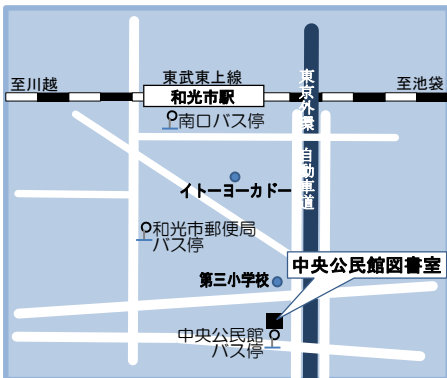 東武東上線
至川越
至池袋
和光市駅
南口バス停
東京外環
自動車道
イトーヨーカドー
和光市郵便局
バス停
中央公民館図書室
第三小学校
中央公民館
バス停